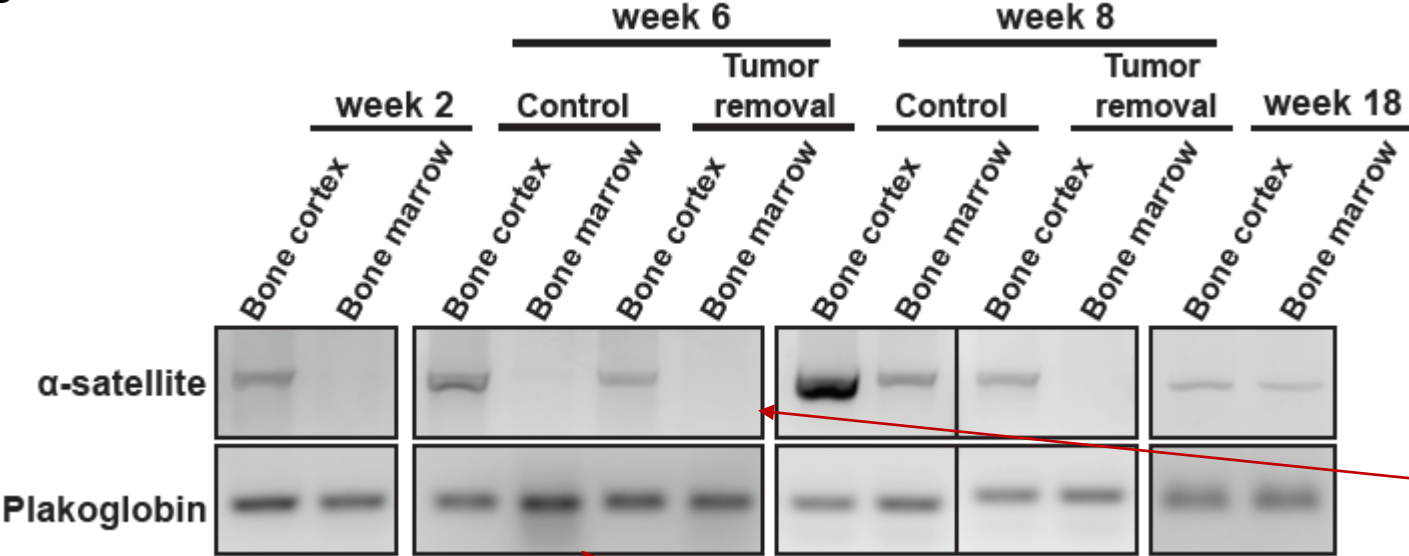 week 6
week 8
Tumor
Tumor
week 2
Control
removal
Control
removal
week 18
Bone cortex
Bone marrow
Bone cortex
Bone marrow
Bone cortex
Bone marrow
Bone cortex
Bone marrow
Bone cortex
Bone marrow
Bone cortex
Bone marrow
α-satellite
Plakoglobin